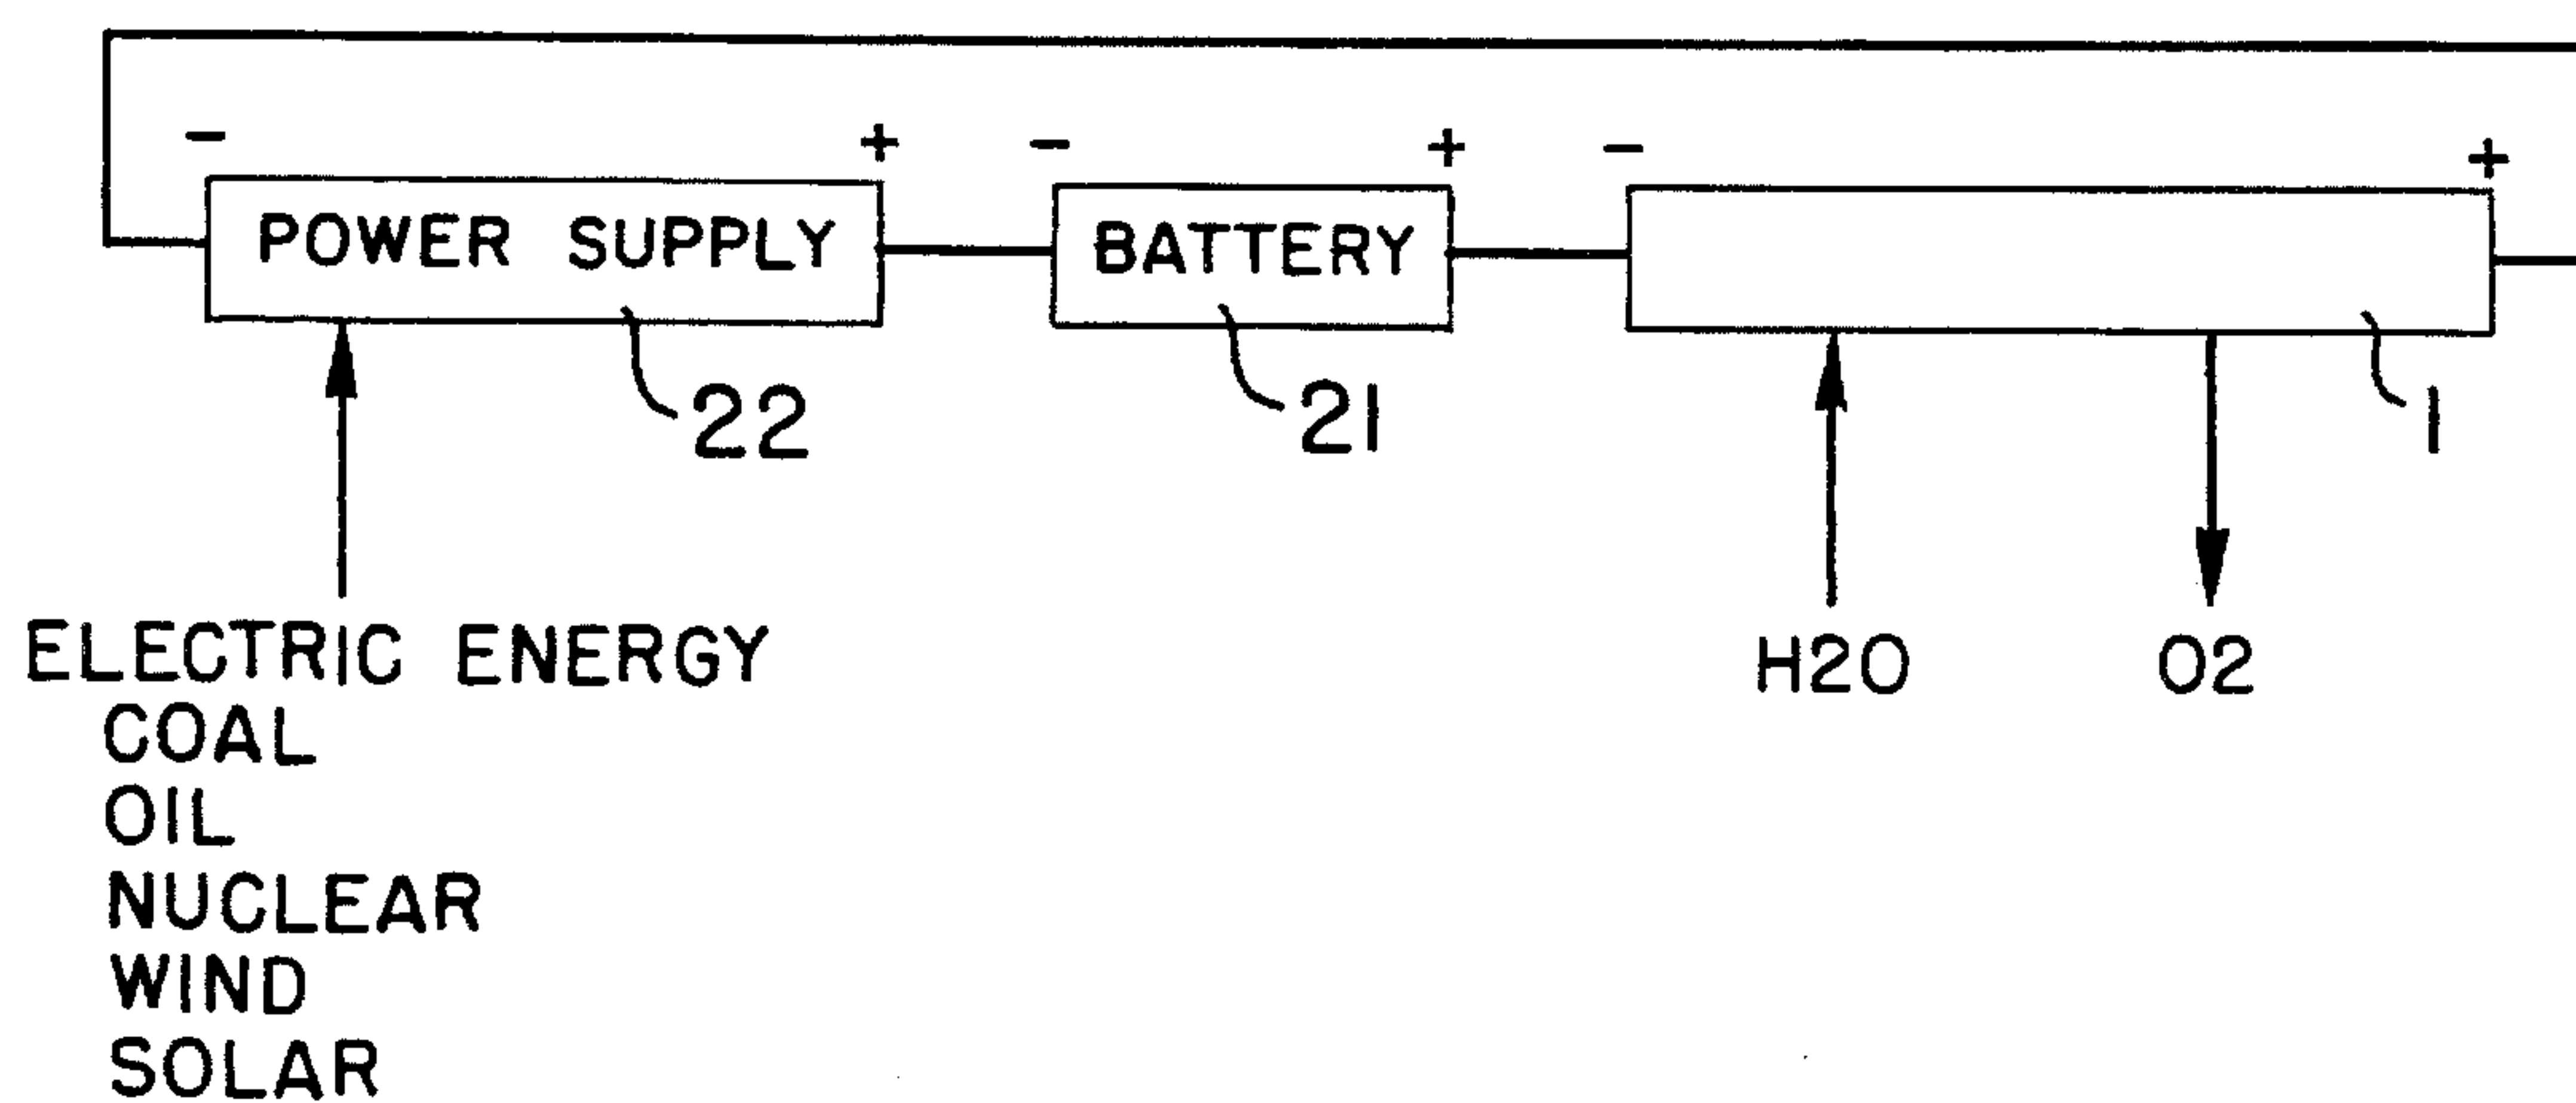 - + - + - +
POWER SUPPLY BATTERY
22 21 1
ELECTRIC ENERGY H2O O2
COAL
OIL
NUCLEAR
WIND
SOLAR